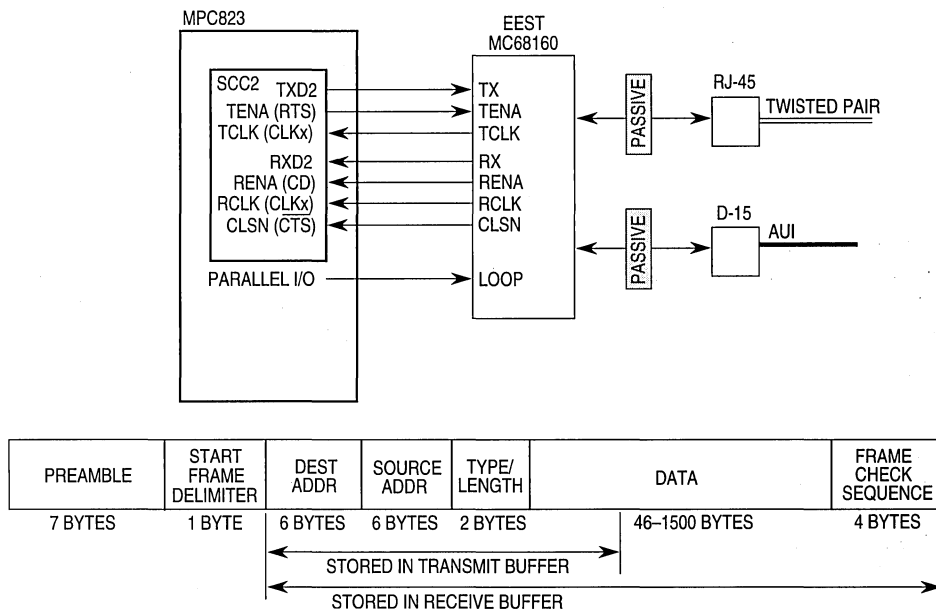 MPC823
EEST
MC68160
SCC2
TXD2
TENA (RTS)
TCLK (CLKx)
RXD2
RENA (CD)
RCLK (CLKx)
CLSN (CTS)
PARALLEL I/O
TX
TENA
TCLK
RX
RENA
RCLK
CLSN
LOOP
PASSIVE
RJ-45
TWISTED PAIR
PASSIVE
D-15
AUI
PREAMBLE
START
FRAME
DELIMITER
DEST
ADDR
SOURCE
ADDR
TYPE/
LENGTH
DATA
FRAME
CHECK
SEQUENCE
7 BYTES
1 BYTE
6 BYTES
6 BYTES
2 BYTES
46–1500 BYTES
4 BYTES
STORED IN TRANSMIT BUFFER
STORED IN RECEIVE BUFFER